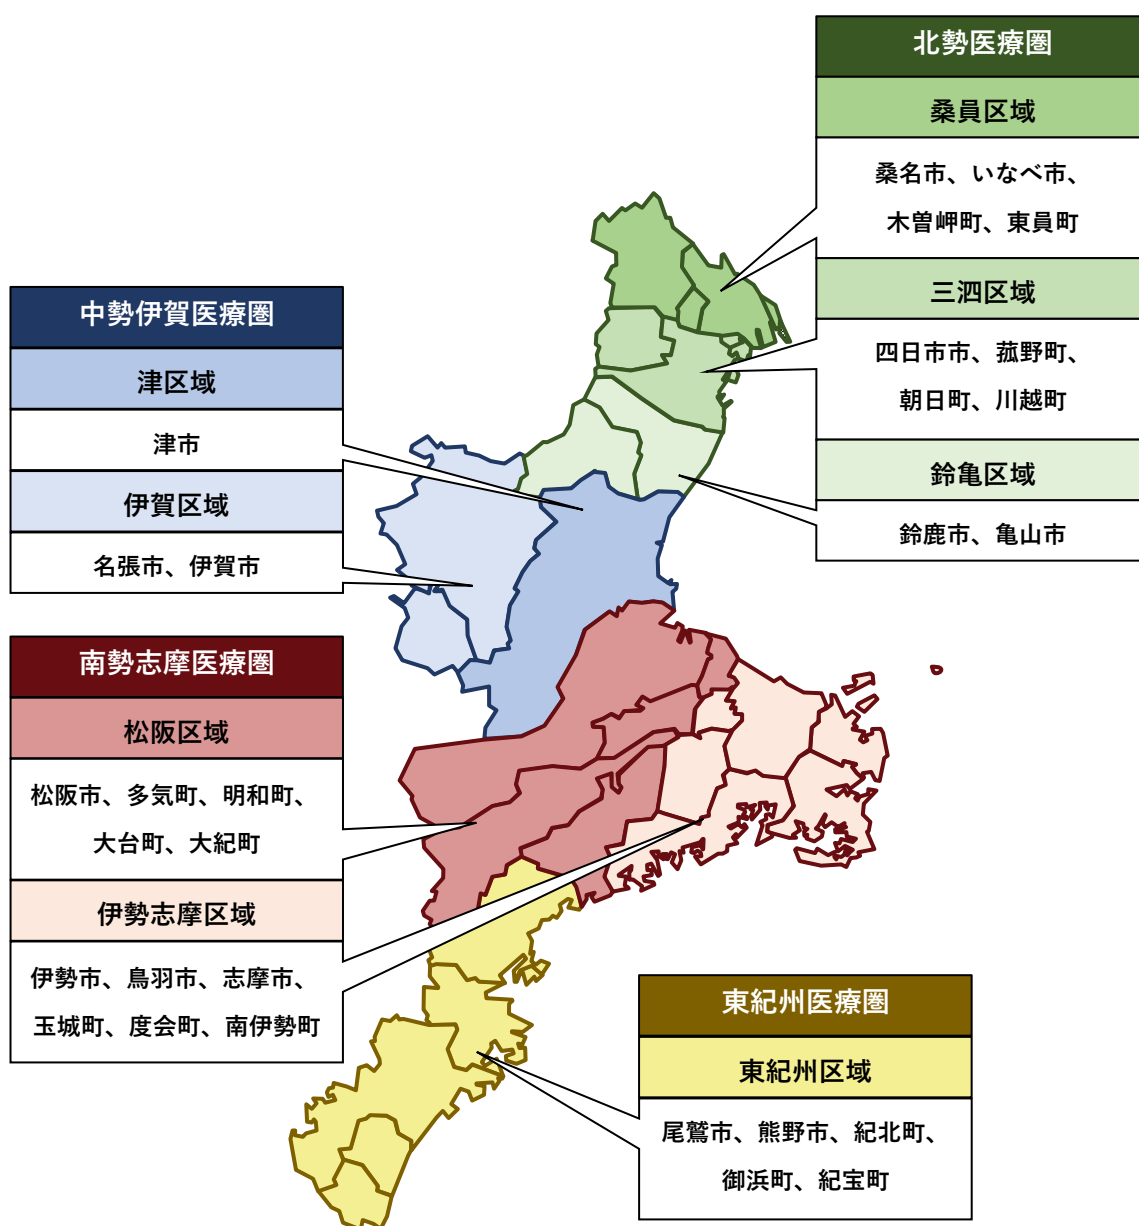 北勢医療圏
桑員区域
桑名市、いなべ市、
木曽岬町、東員町
三泗区域
四日市市、菰野町、
朝日町、川越町
鈴亀区域
鈴鹿市、亀山市
中勢伊賀医療圏
津区域
津市
伊賀区域
名張市、伊賀市
南勢志摩医療圏
松阪区域
松阪市、多気町、明和町、
大台町、大紀町
伊勢志摩区域
伊勢市、鳥羽市、志摩市、
玉城町、度会町、南伊勢町
東紀州医療圏
東紀州区域
尾鷲市、熊野市、紀北町、
御浜町、紀宝町